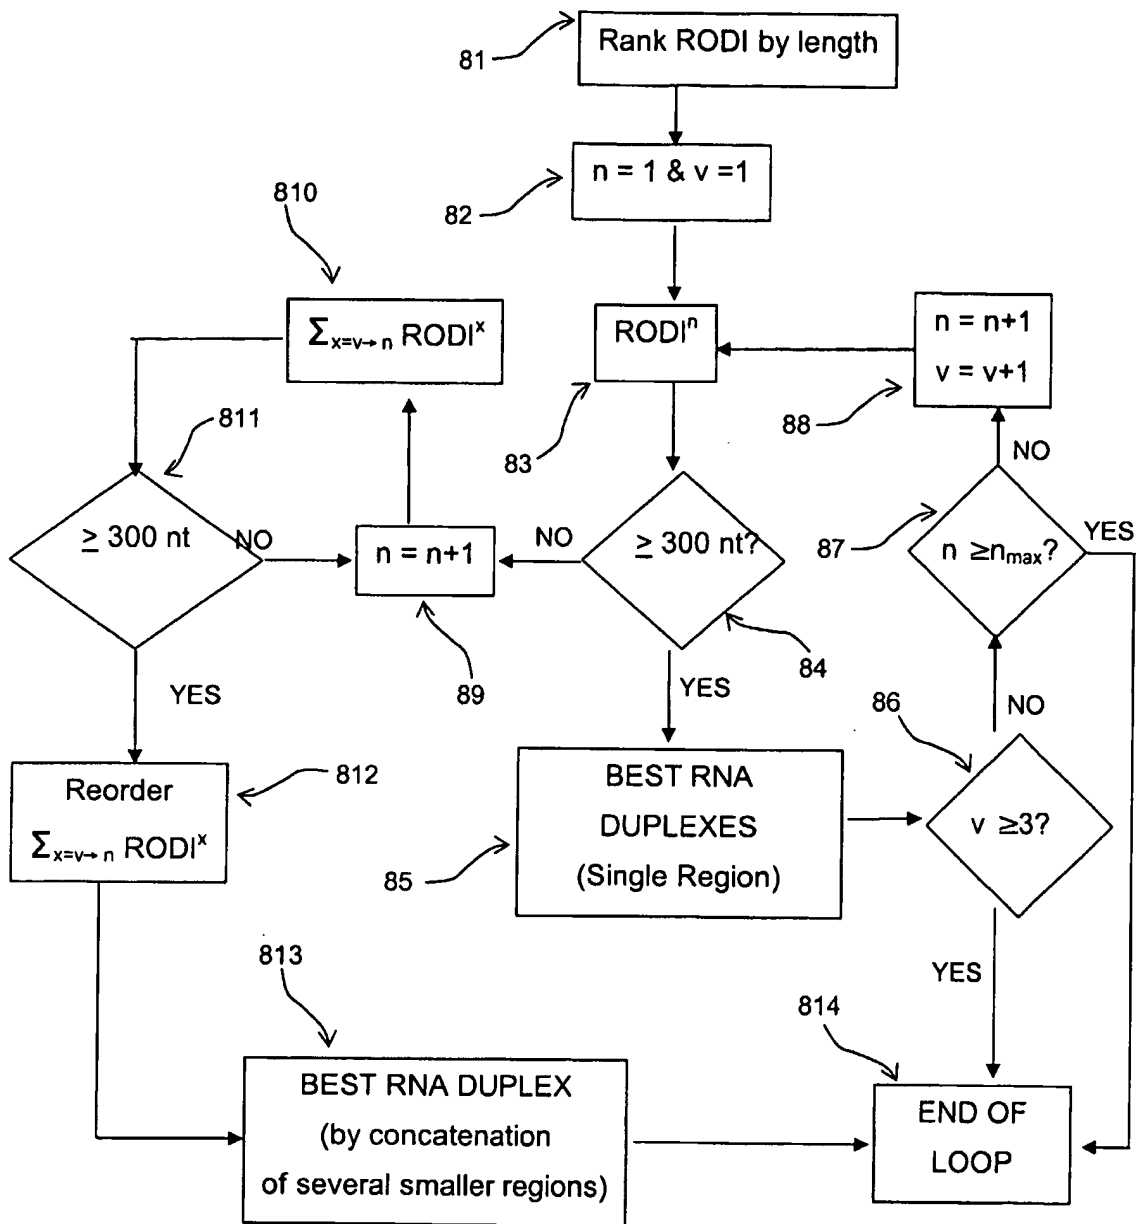 Rank RODI by length
81
n = 1 & v =1
82
810
Σx=v→ n RODIˣ
RODIⁿ
n = n+1
v = v+1
811
83
88
NO
≥ 300 nt
NO
n = n+1
NO
≥ 300 nt?
87
n ≥nmax?
YES
84
89
YES
YES
86
NO
Reorder
Σx=v→ n RODIˣ
812
BEST RNA
DUPLEXES
(Single Region)
85
v ≥3?
813
YES
814
BEST RNA DUPLEX
(by concatenation
of several smaller regions)
END OF
LOOP